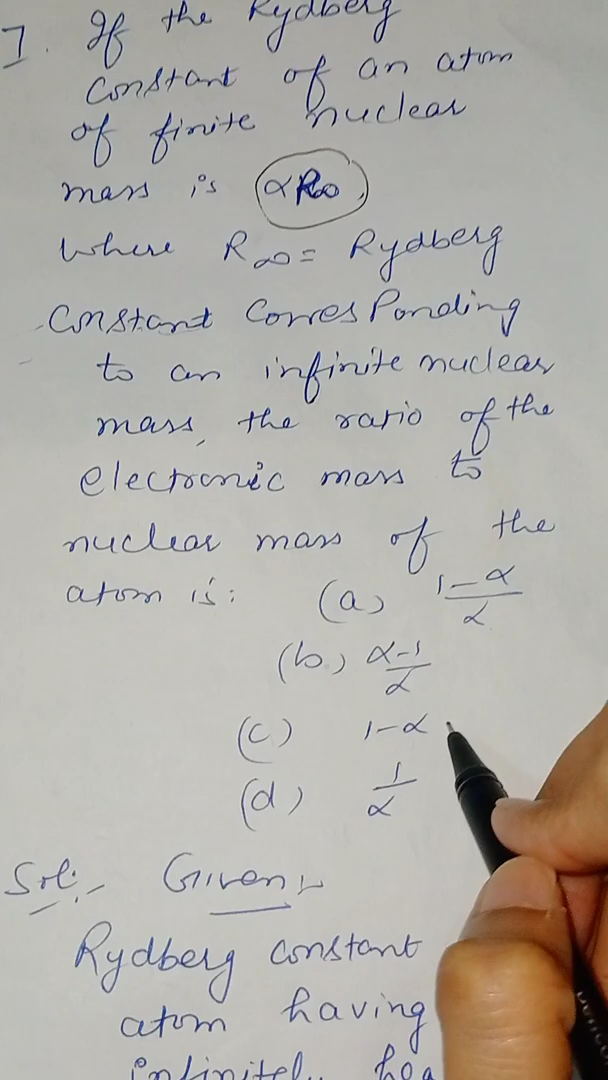 I. If the Rydberg
Constant of an atom
of finite nuclear
mass is αR∞,
Where R∞ = Rydberg
Constant Corresponding
to an infinite nuclear
mass, the ratio of the
electronic mass to
nuclear mass of the
atom is: (a) 1-α/α
(b) α-1/α
(c) 1-α
(d) 1/α
Sol:- Given:-
Rydberg constant
atom having
infinitel